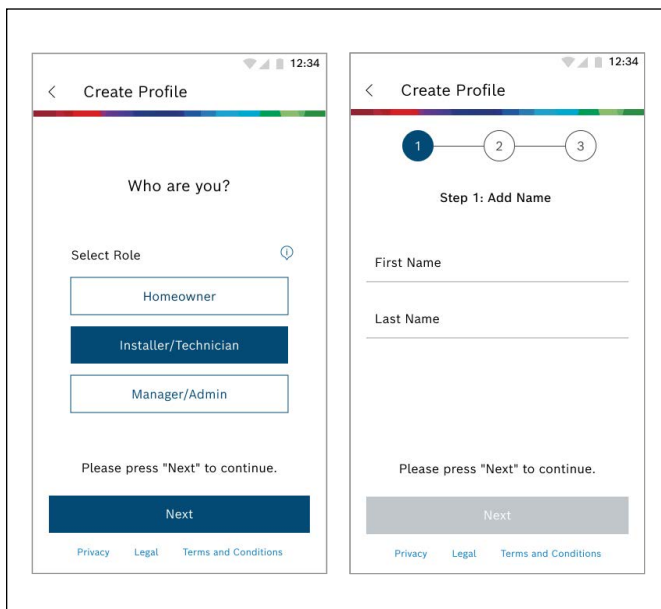 12:34
Create Profile
Who are you?
Select Role
Homeowner
Installer/Technician
Manager/Admin
Please press "Next" to continue.
Next
Privacy Legal Terms and Conditions
12:34
Create Profile
1 2 3
Step 1: Add Name
First Name
Last Name
Please press "Next" to continue.
Next
Privacy Legal Terms and Conditions